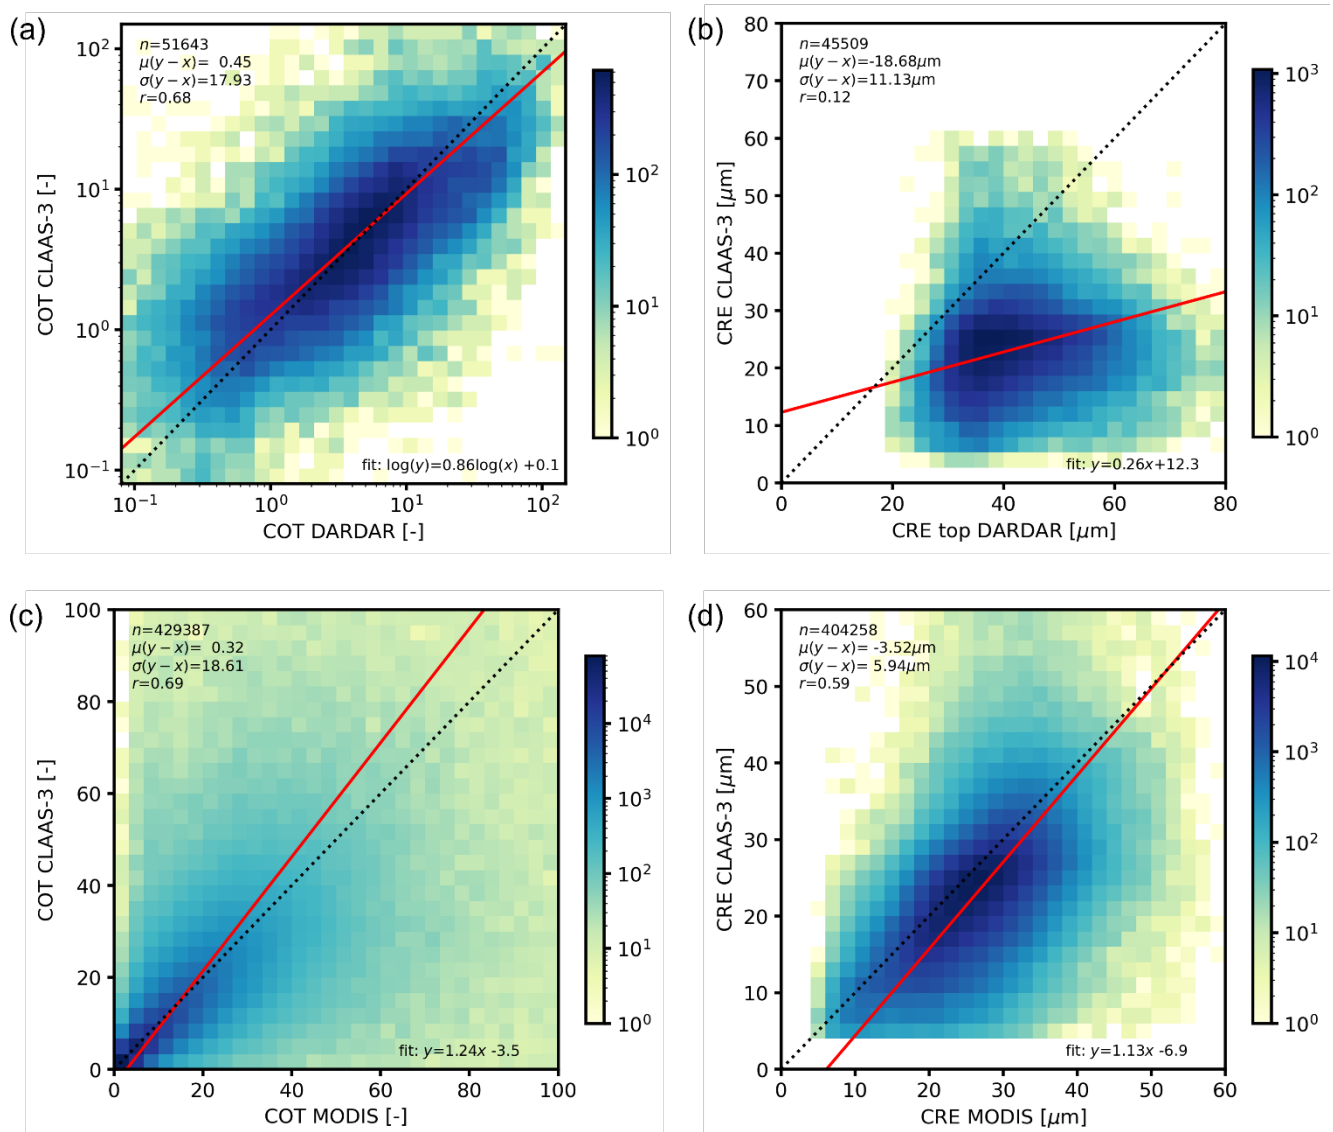 (a)
n=51643
μ(y − x)= 0.45
σ(y − x)=17.93
r=0.68
10²
10¹
10⁰
10⁻¹
COT CLAAS-3 [-]
fit: log(y)=0.86log(x) +0.1
10⁻¹ 10⁰ 10¹ 10²
COT DARDAR [-]
10²
10¹
10⁰
(b)
n=45509
μ(y − x)=-18.68μm
σ(y − x)=11.13μm
r=0.12
80
70
60
50
40
30
20
10
0
CRE CLAAS-3 [μm]
fit: y=0.26x+12.3
0 20 40 60 80
CRE top DARDAR [μm]
10³
10²
10¹
10⁰
(c)
n=429387
μ(y − x)= 0.32
σ(y − x)=18.61
r=0.69
100
80
60
40
20
0
COT CLAAS-3 [-]
fit: y=1.24x -3.5
0 20 40 60 80 100
COT MODIS [-]
10⁴
10³
10²
10¹
10⁰
(d)
n=404258
μ(y − x)= -3.52μm
σ(y − x)= 5.94μm
r=0.59
60
50
40
30
20
10
0
CRE CLAAS-3 [μm]
fit: y=1.13x -6.9
0 10 20 30 40 50 60
CRE MODIS [μm]
10⁴
10³
10²
10¹
10⁰